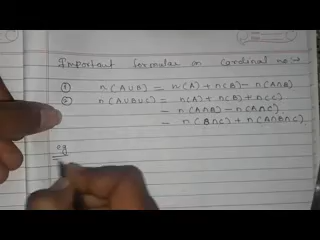 Important formulas on cardinal no:s
① n(A∪B) = n(A) + n(B) - n(A∩B)
② n(A∪B∪C) = n(A) + n(B) + n(C)
- n(A∩B) - n(A∩C)
- n(B∩C) + n(A∩B∩C)
eg